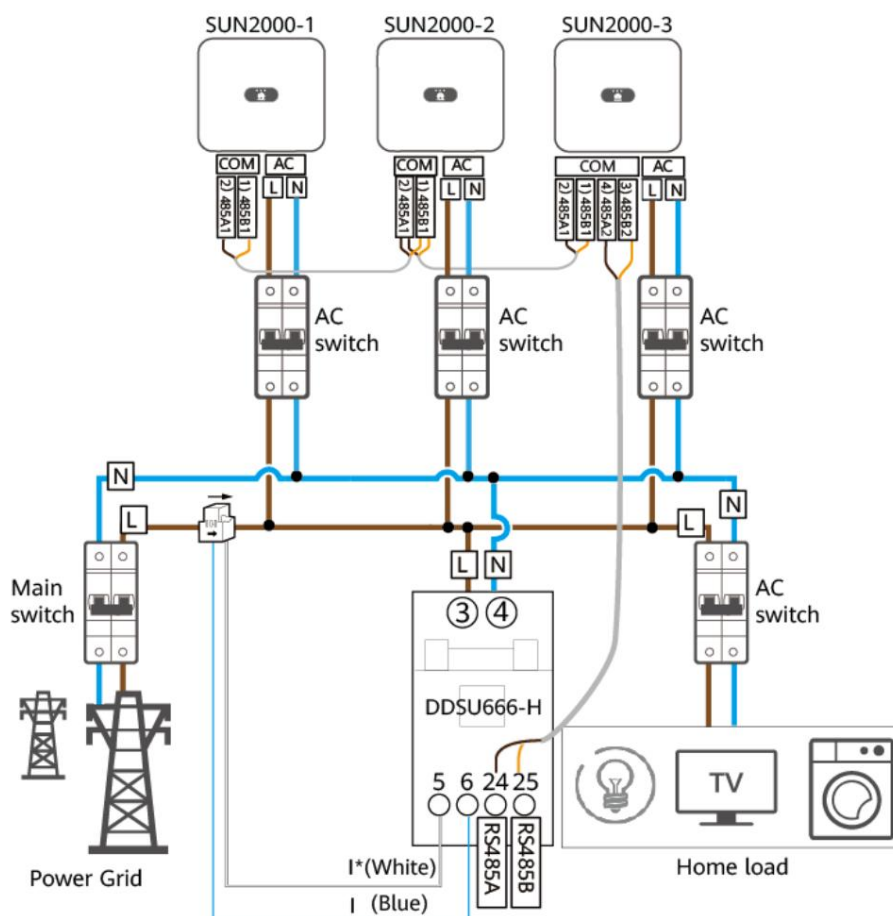 SUN2000-1
SUN2000-2
SUN2000-3
COM
AC
COM
AC
COM
AC
2) 485A1
1) 485B1
L
N
2) 485A1
1) 485B1
L
N
2) 485A1
1) 485B1
4) 485A2
3) 485B2
L
N
AC
switch
AC
switch
AC
switch
N
N
L
L
Main
switch
L
N
AC
switch
3
4
DDSU666-H
TV
5
6
24
25
RS485A
RS485B
I*(White)
I (Blue)
Power Grid
Home load